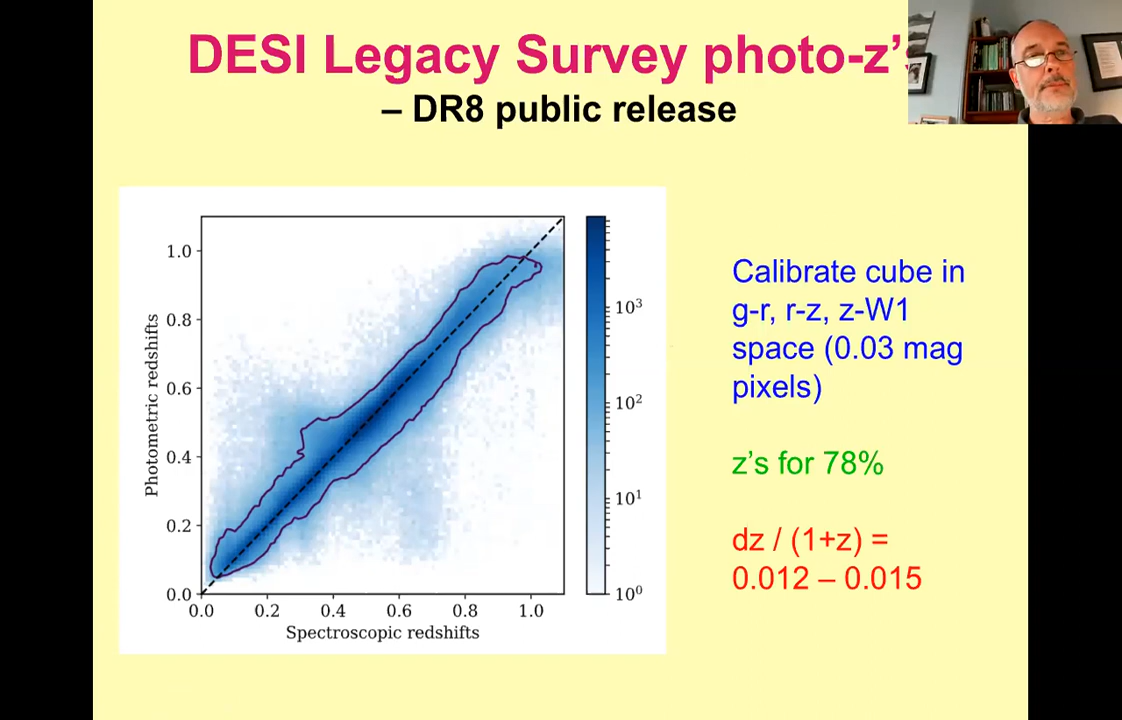 DESI Legacy Survey photo-z's
– DR8 public release
Calibrate cube in
g-r, r-z, z-W1
space (0.03 mag
pixels)
z's for 78%
dz / (1+z) =
0.012 – 0.015
Photometric redshifts
1.0
0.8
0.6
0.4
0.2
0.0
0.0 0.2 0.4 0.6 0.8 1.0
Spectroscopic redshifts
10³
10²
10¹
10⁰